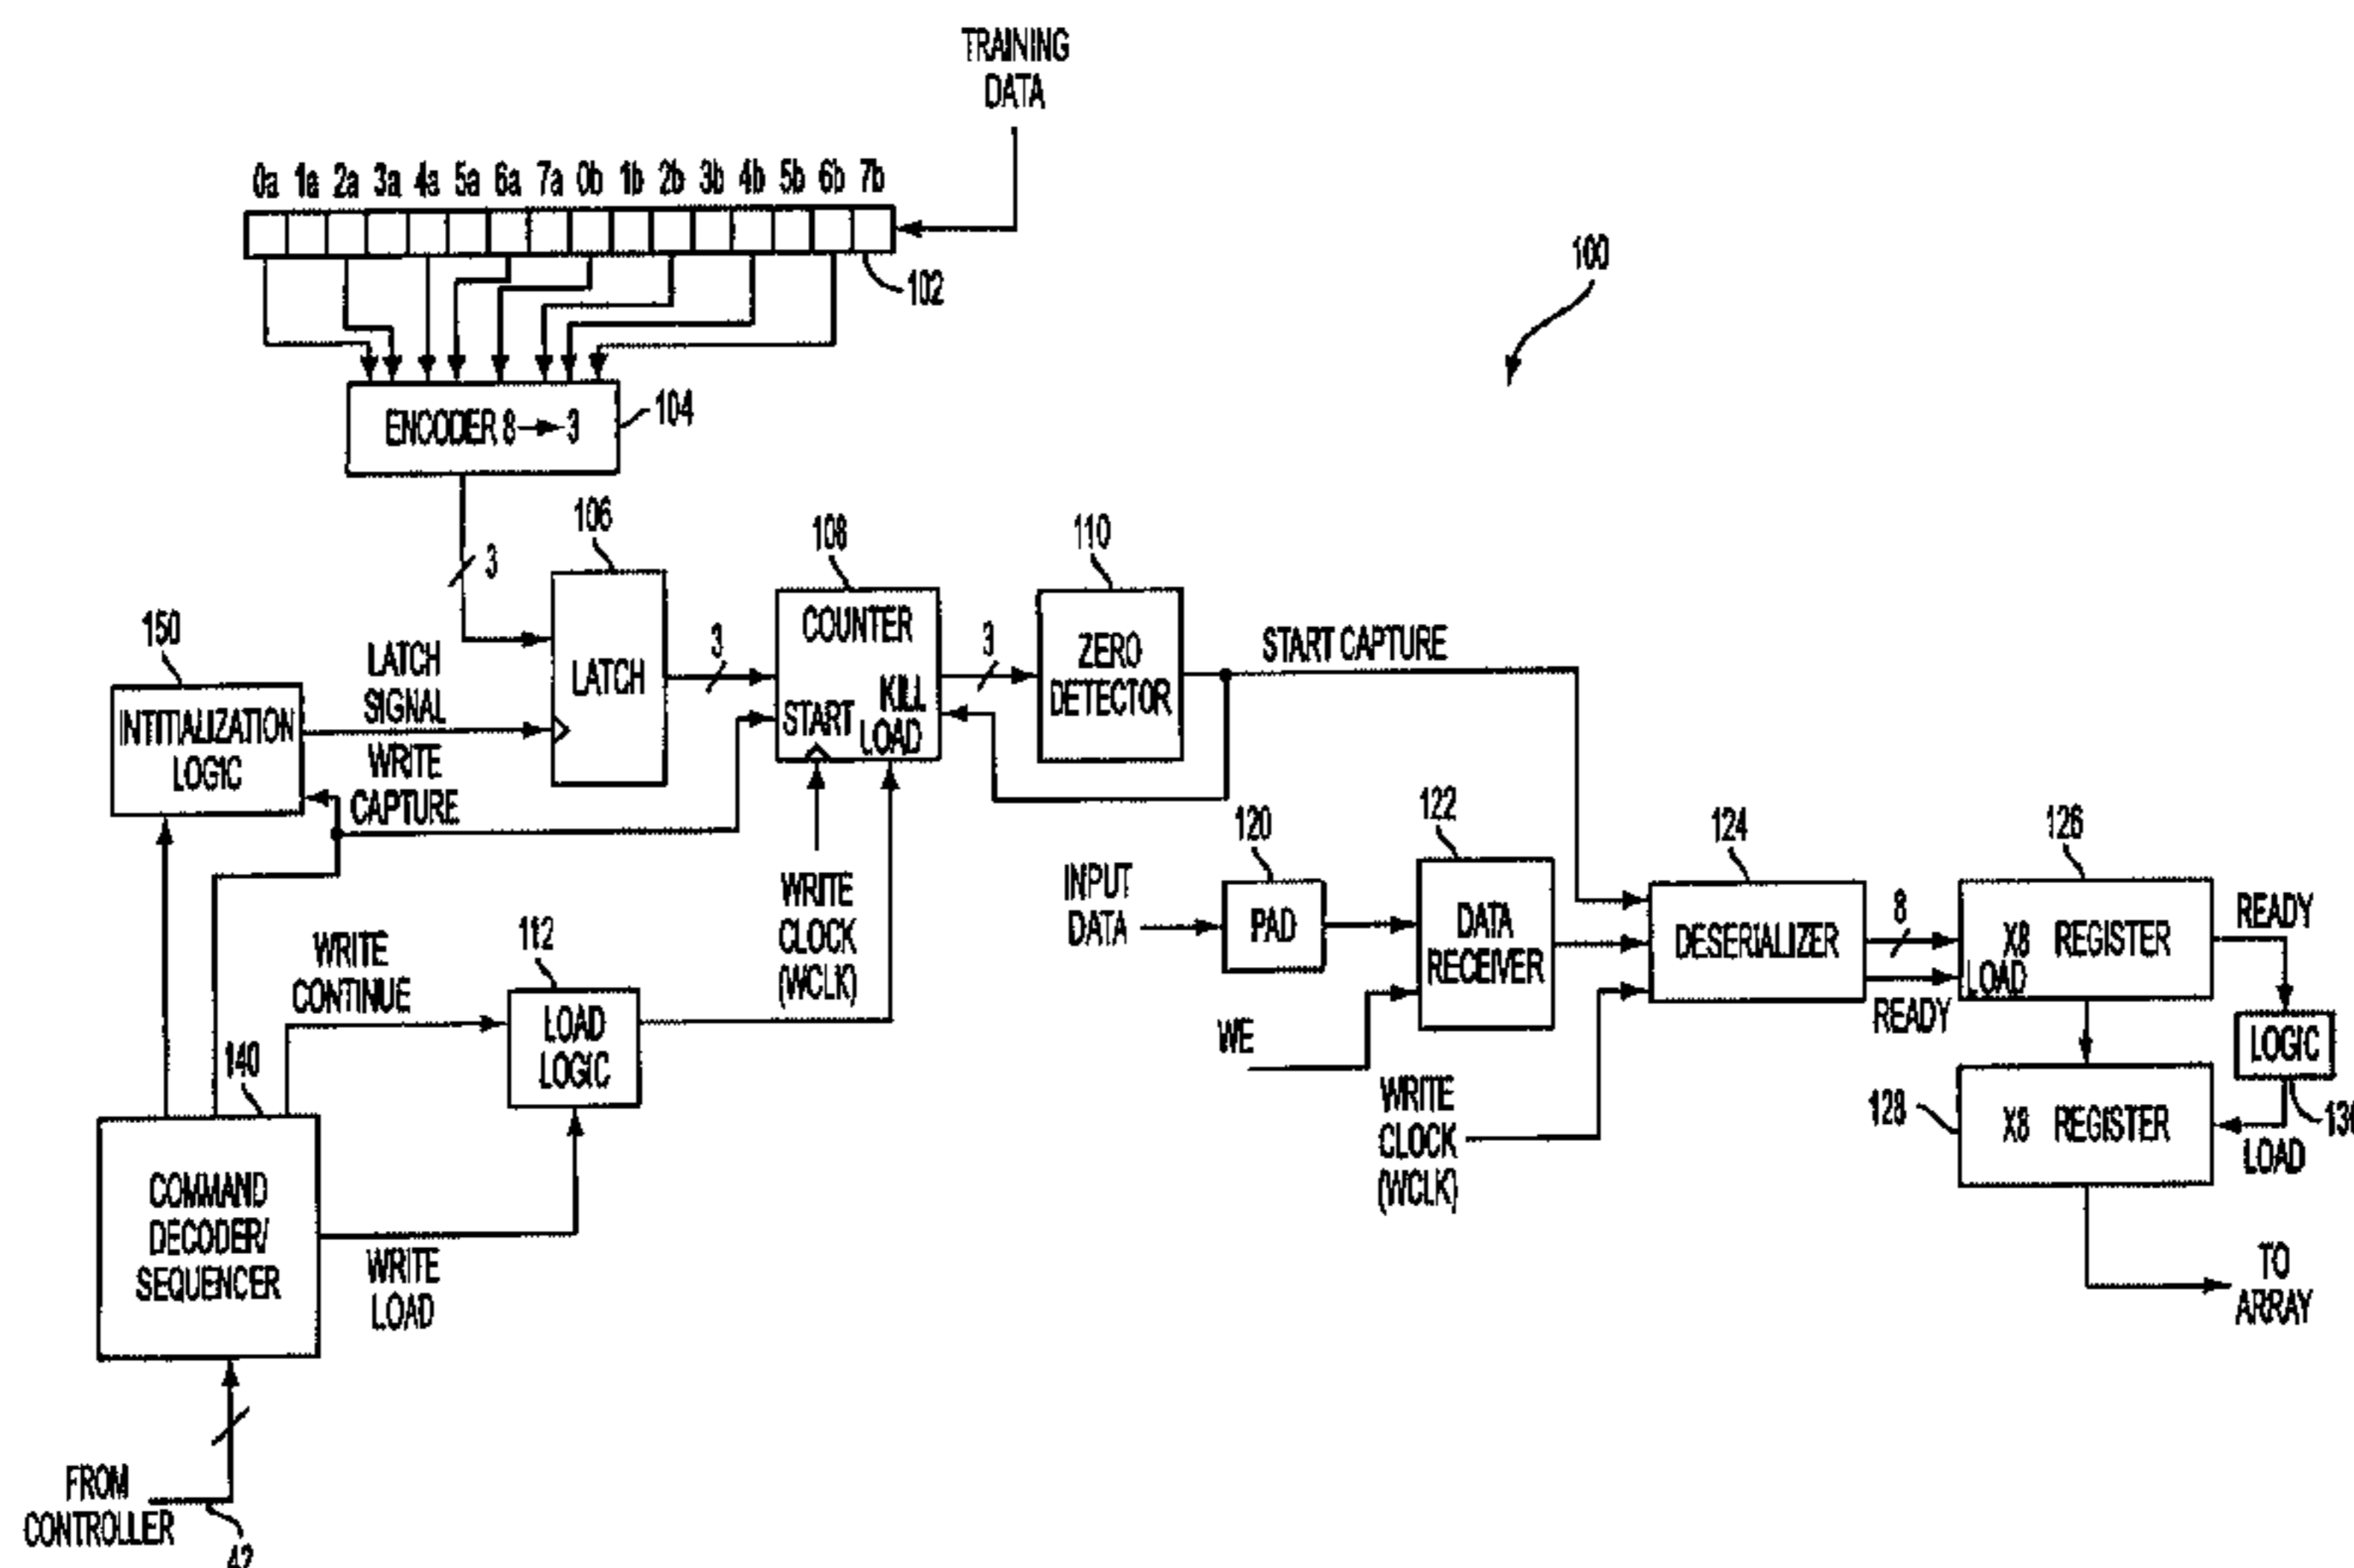 TRAINING
DATA
0a 1a 2a 3a 4a 5a 6a 7a 0b 1b 2b 3b 4b 5b 6b 7b
102
100
ENCODER 8 → 3
104
3
106
LATCH
108
COUNTER
START
KILL
LOAD
3
110
ZERO
DETECTOR
3
START CAPTURE
150
INTITIALIZATION
LOGIC
LATCH
SIGNAL
WRITE
CAPTURE
WRITE
CLOCK
(WCLK)
112
LOAD
LOGIC
WRITE
CONTINUE
INPUT
DATA
120
PAD
122
DATA
RECEIVER
WE
WRITE
CLOCK
(WCLK)
124
DESERIALIZER
8
READY
126
X8 REGISTER
LOAD
READY
LOGIC
LOAD
128
X8 REGISTER
TO
ARRAY
140
COMMAND
DECODER/
SEQUENCER
WRITE
LOAD
FROM
CONTROLLER
42